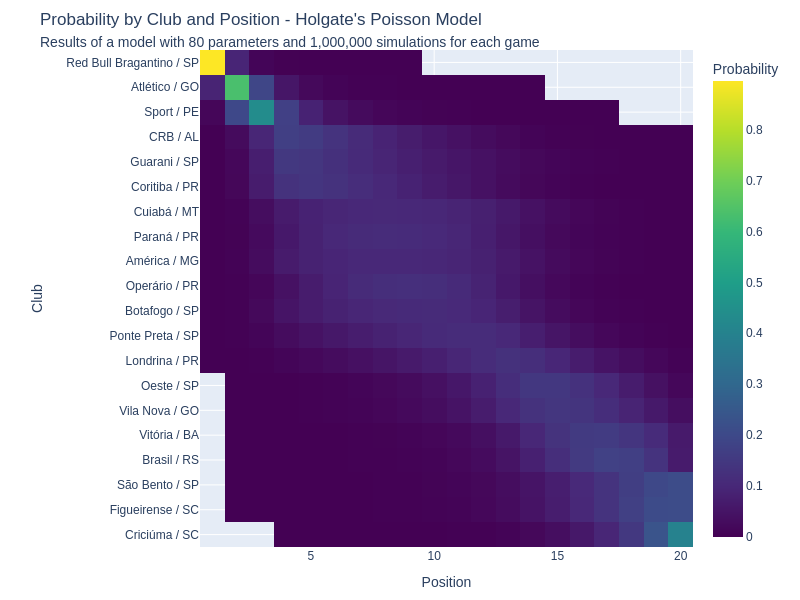 Probability by Club and Position - Holgate's Poisson Model
Results of a model with 80 parameters and 1,000,000 simulations for each game
Probability
Red Bull Bragantino / SP
Atlético / GO
Sport / PE
CRB / AL
Guarani / SP
Coritiba / PR
Cuiabá / MT
Paraná / PR
América / MG
Operário / PR
Botafogo / SP
Ponte Preta / SP
Londrina / PR
Oeste / SP
Vila Nova / GO
Vitória / BA
Brasil / RS
São Bento / SP
Figueirense / SC
Criciúma / SC
Club
5
10
15
20
Position
0.8
0.7
0.6
0.5
0.4
0.3
0.2
0.1
0